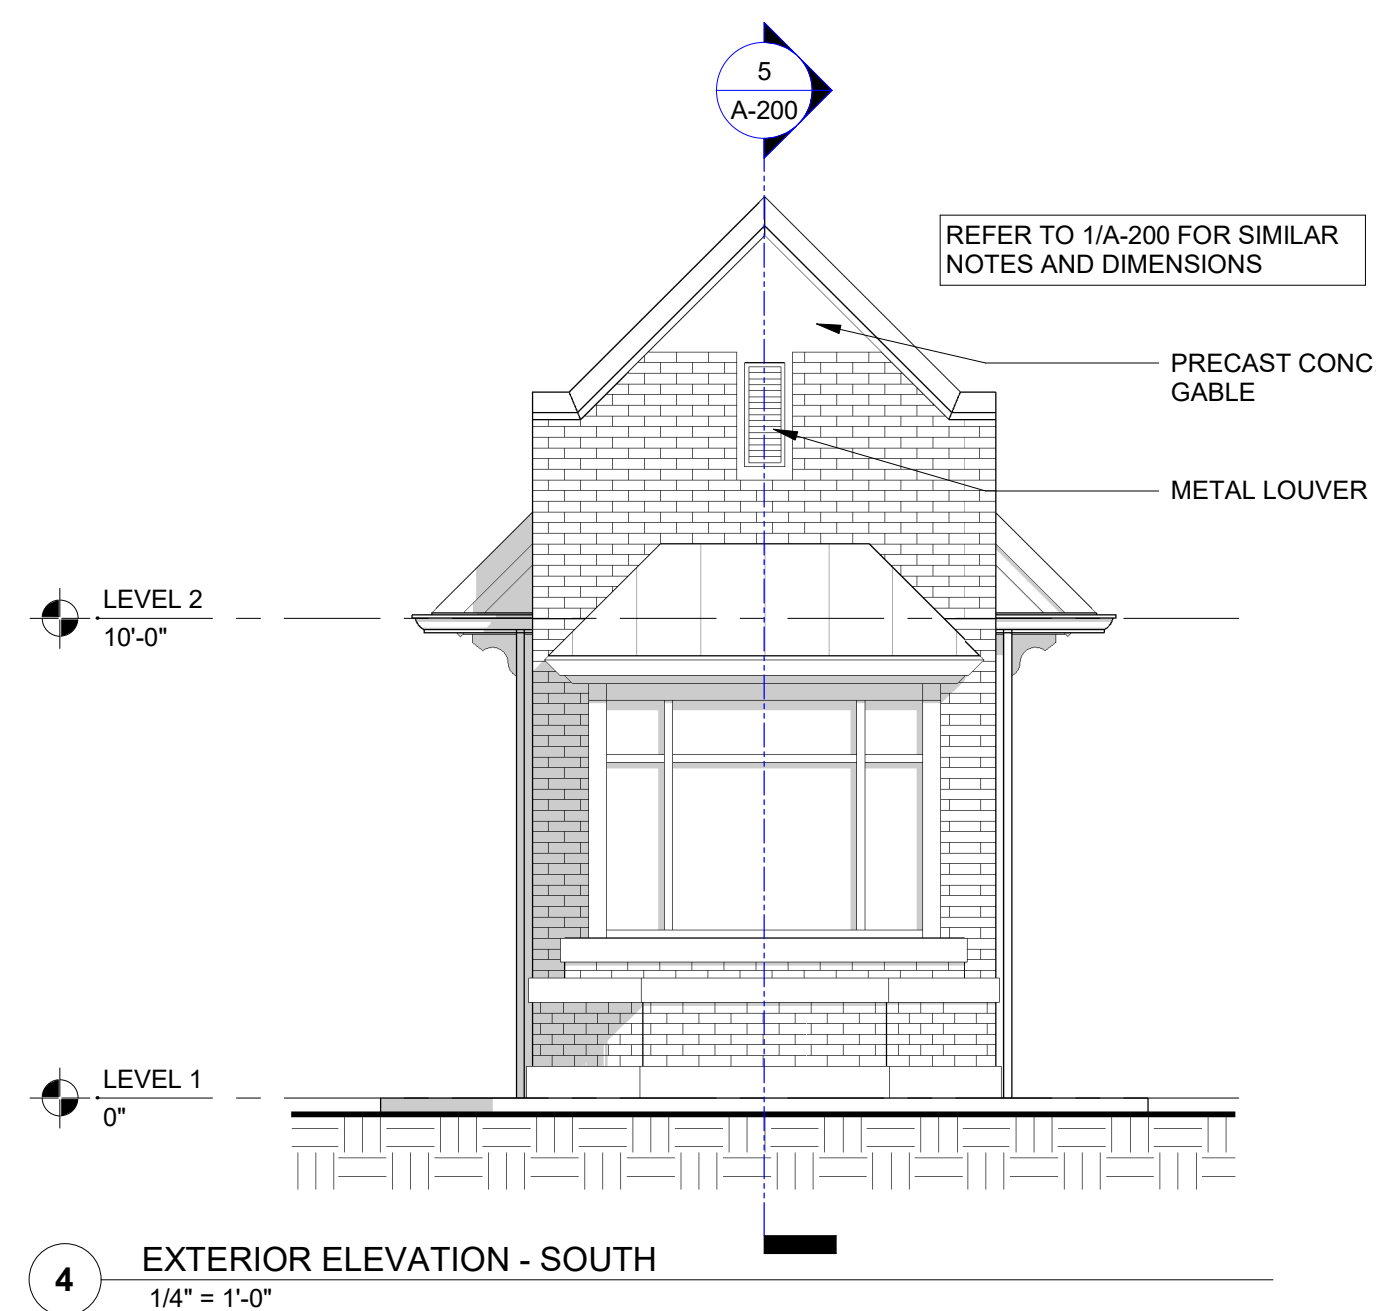 5
A-200
REFER TO 1/A-200 FOR SIMILAR
NOTES AND DIMENSIONS
PRECAST CONC.
GABLE
METAL LOUVER
LEVEL 2
10'-0"
LEVEL 1
0"
4
EXTERIOR ELEVATION - SOUTH
1/4" = 1'-0"